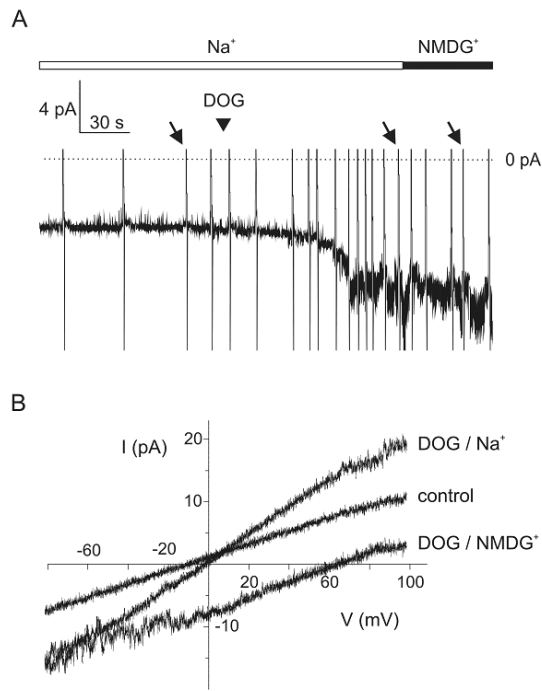 A
Na⁺ NMDG⁺
4 pA
30 s
DOG
0 pA
B
I (pA)
20
10
-60 -20
20 60 100
-10
V (mV)
DOG / Na⁺
control
DOG / NMDG⁺